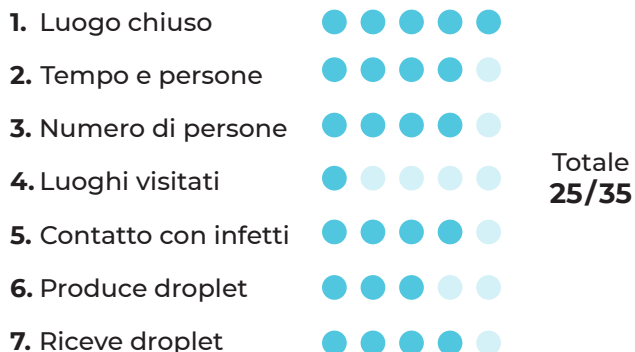 1. Luogo chiuso
2. Tempo e persone
3. Numero di persone
4. Luoghi visitati
5. Contatto con infetti
6. Produce droplet
7. Riceve droplet
Totale
25/35